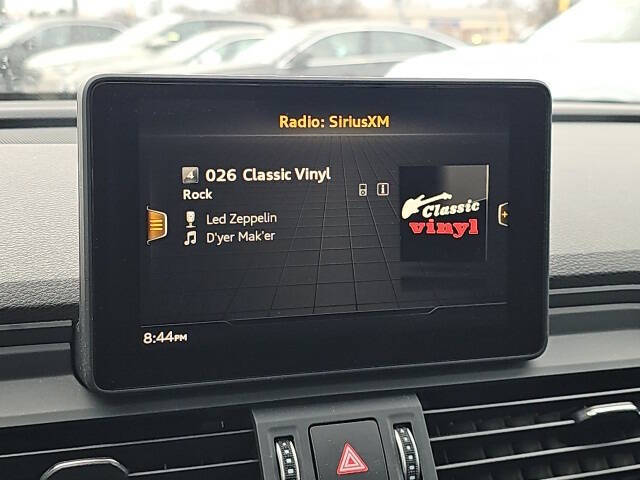 Radio: SiriusXM
4 026 Classic Vinyl
Rock
Led Zeppelin
D'yer Mak'er
Classic
vinyl
8:44PM